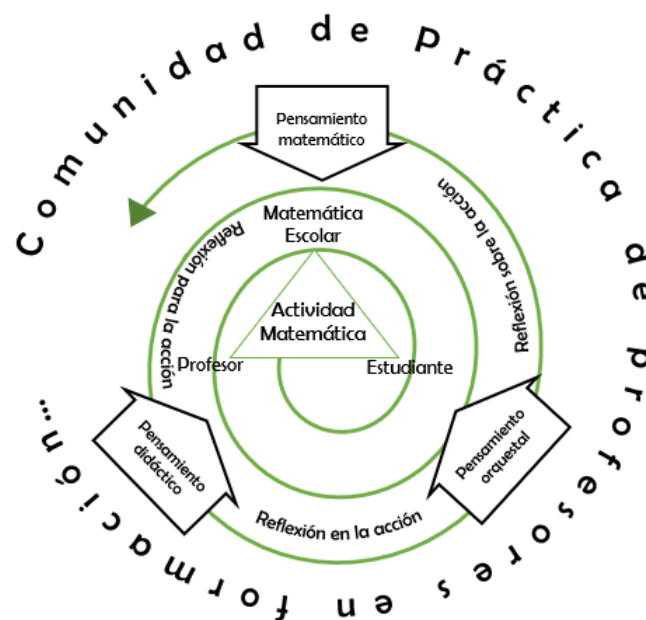 Comunidad de Práctica de profesores en formación...
Pensamiento
matemático
Reflexión sobre la acción
Reflexión para la acción
Matemática
Escolar
Actividad
Matemática
Profesor
Estudiante
Pensamiento
didáctico
Pensamiento
orquestal
Reflexión en la acción